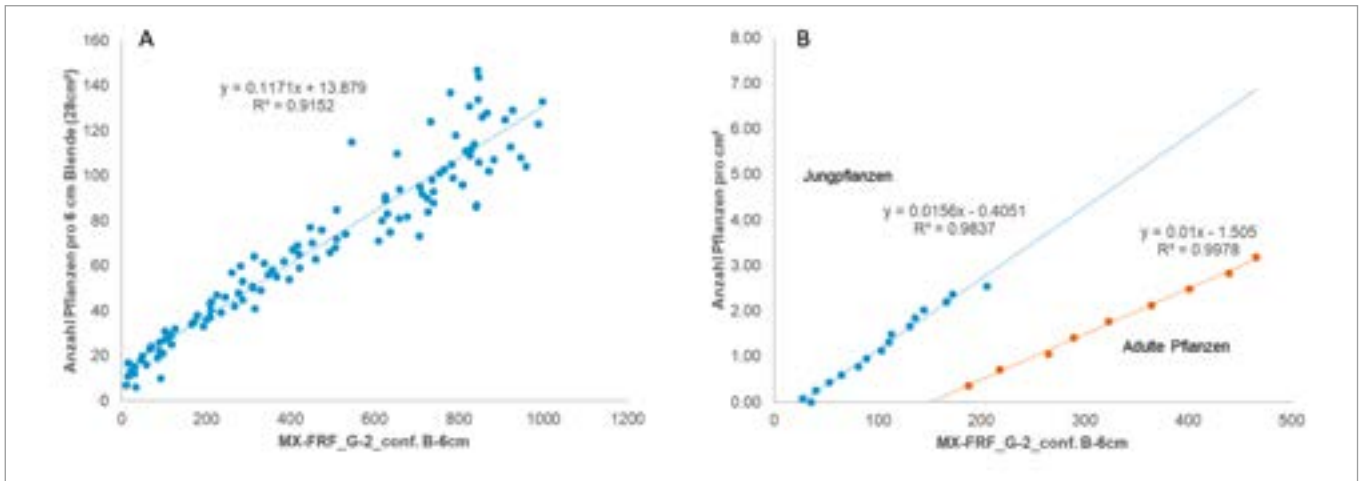 A
Anzahl Pflanzen pro 6 cm Blende (28cm²)
160
140
120
100
80
60
40
20
0
y = 0.1171x + 13.879
R² = 0.9152
0 200 400 600 800 1000 1200
MX-FRF_G-2_conf. B-6cm
B
Anzahl Pflanzen pro cm²
8.00
7.00
6.00
5.00
4.00
3.00
2.00
1.00
0.00
Jungpflanzen
y = 0.0156x - 0.4051
R² = 0.9837
y = 0.01x - 1.505
R² = 0.9978
Adulte Pflanzen
0 100 200 300 400 500
MX-FRF_G-2_conf. B-6cm